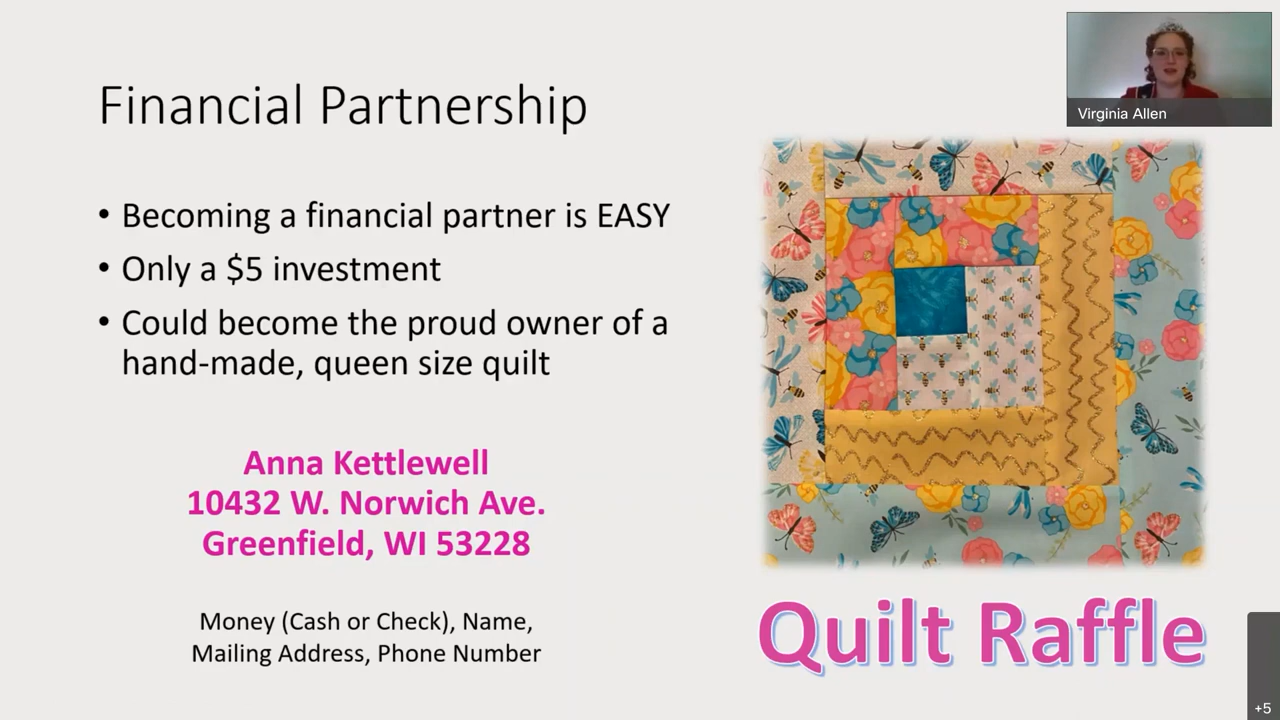 Financial Partnership
• Becoming a financial partner is EASY
• Only a $5 investment
• Could become the proud owner of a
hand-made, queen size quilt
Anna Kettlewell
10432 W. Norwich Ave.
Greenfield, WI 53228
Money (Cash or Check), Name,
Mailing Address, Phone Number
Virginia Allen
Quilt Raffle
+5